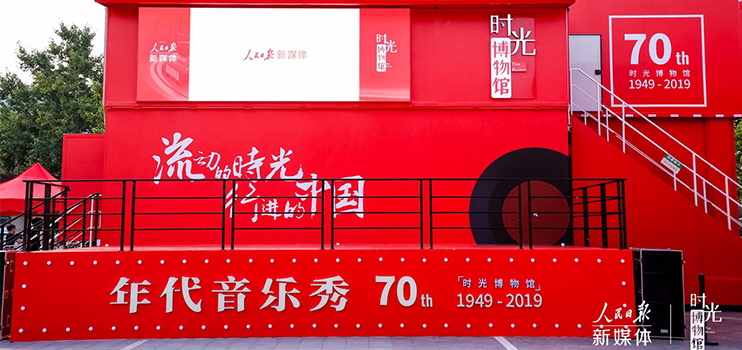 人民日报
新媒体
时光
博物馆
人民日报 新媒体
时光
博物馆
70th
时光博物馆
1949-2019
流动的時光
行进的中国
年代音乐秀 70th
「时光博物馆」
1949-2019
人民日报
新媒体
时光
博物馆